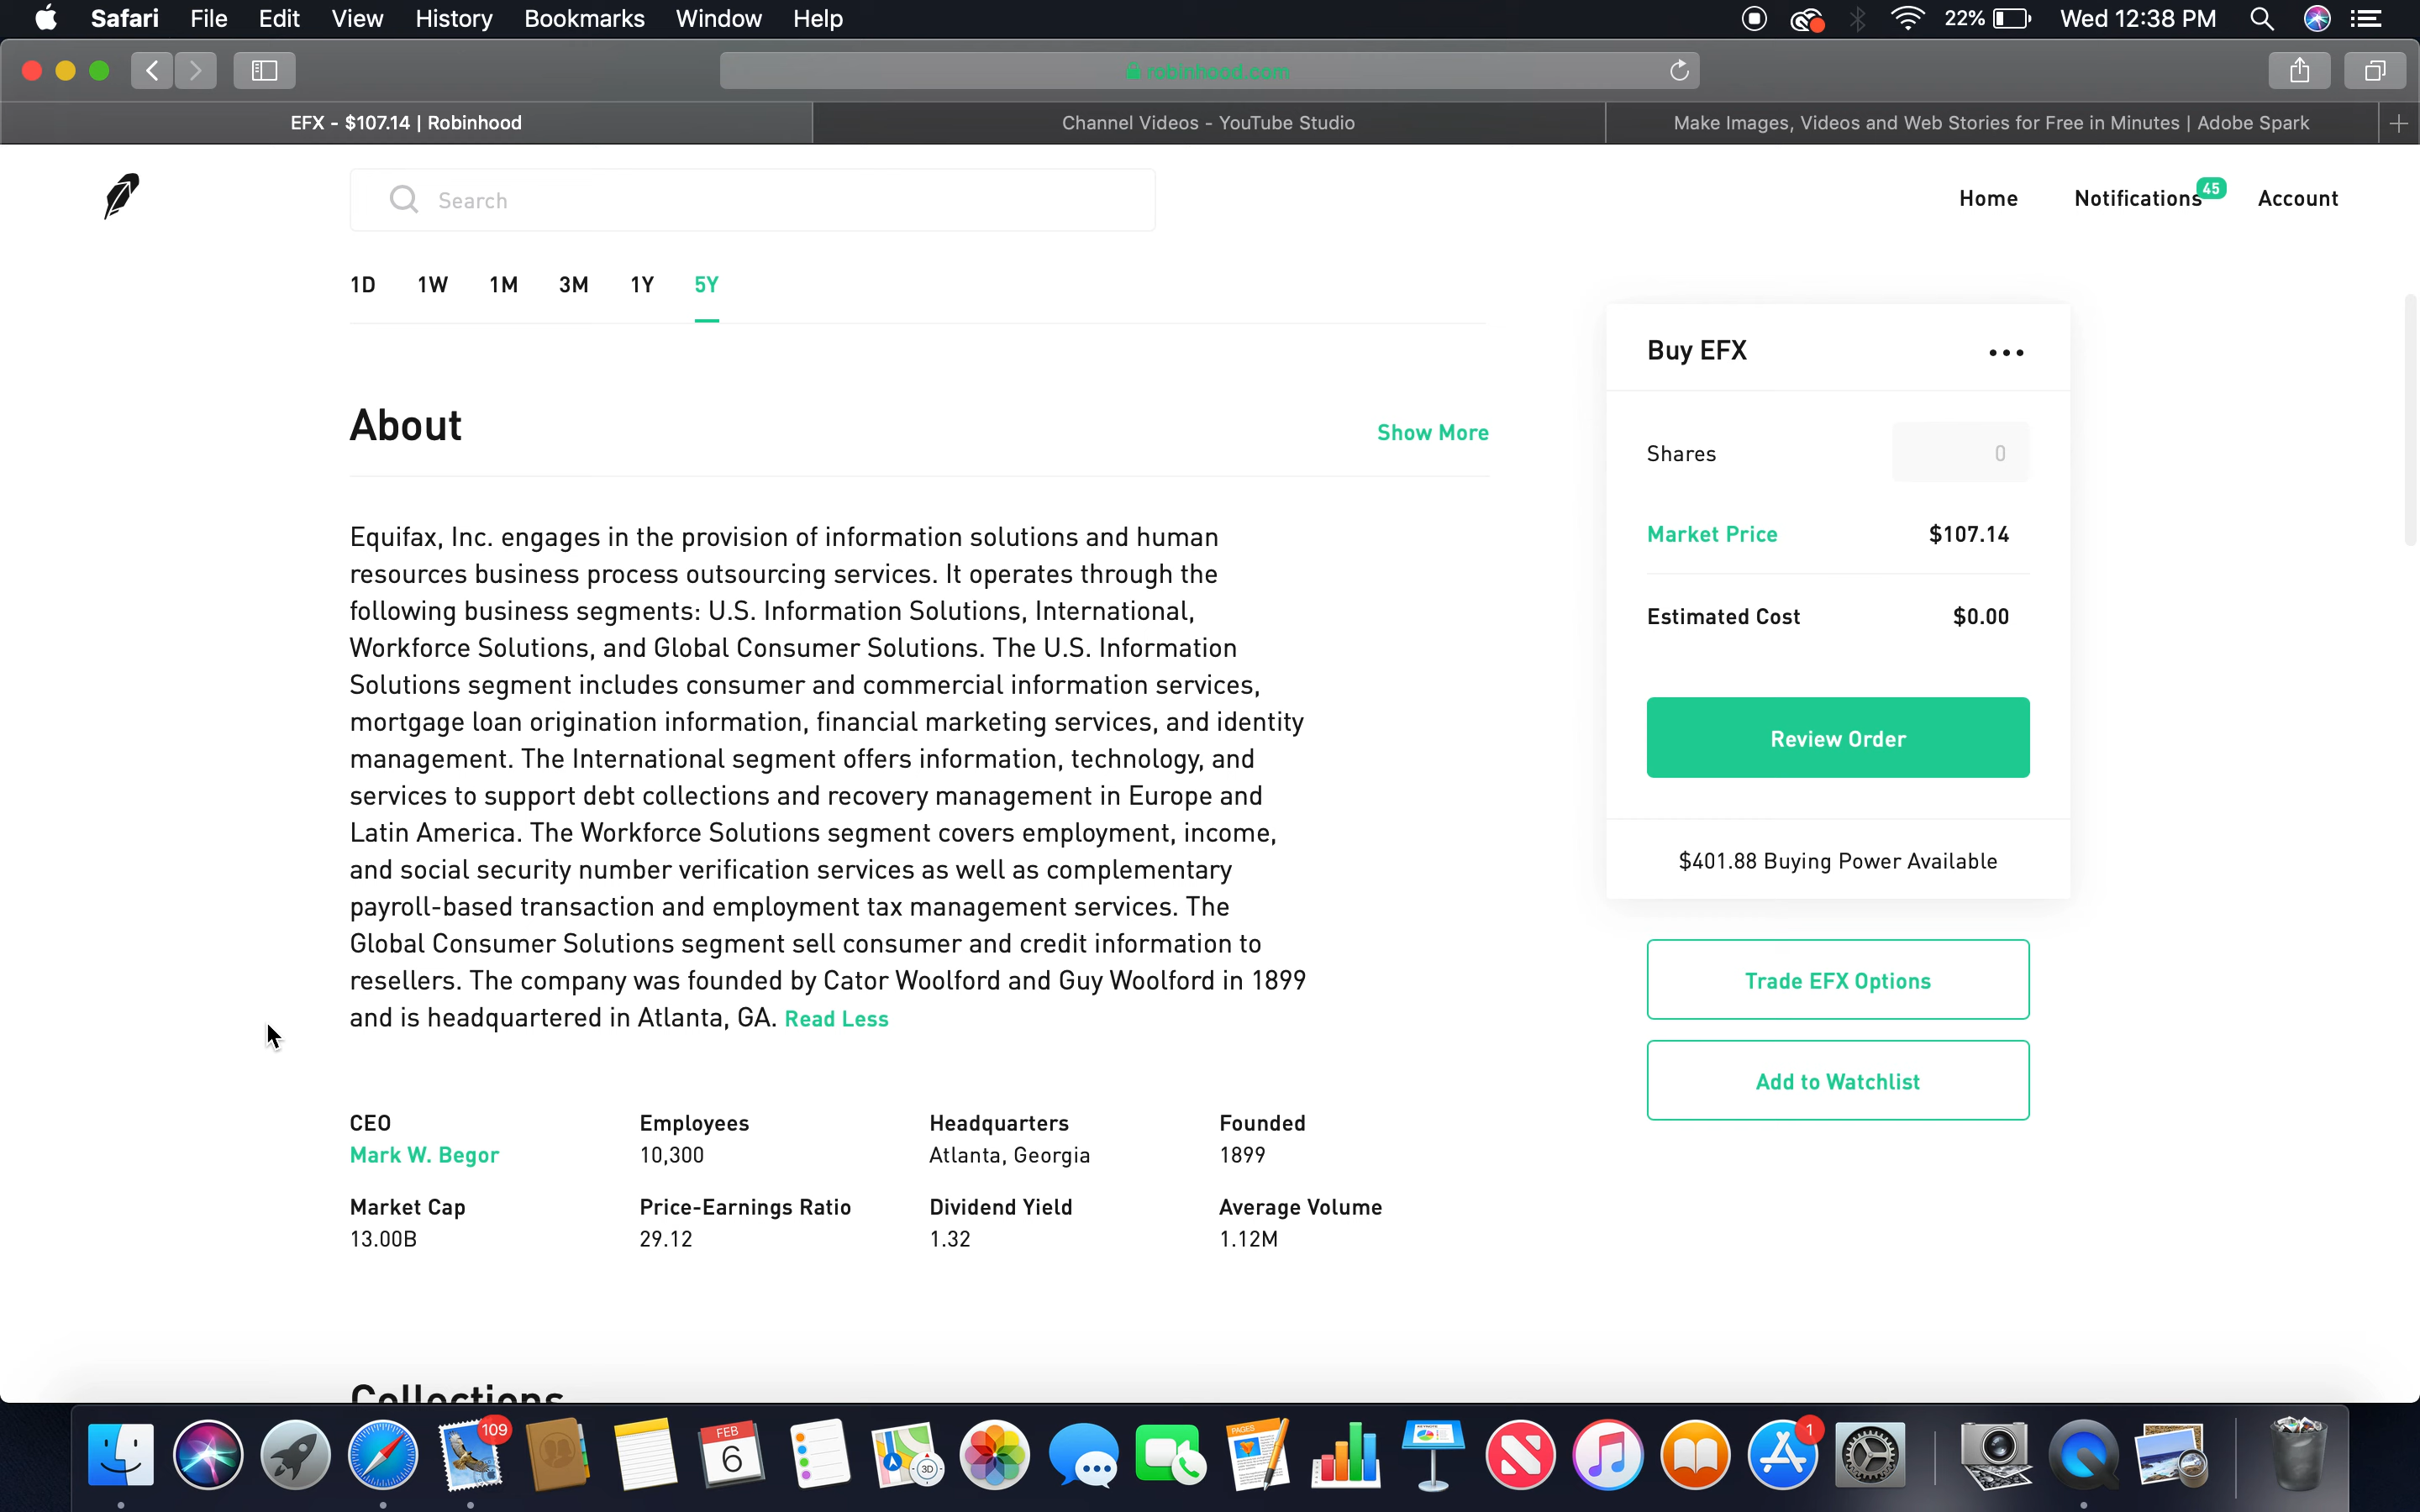 Safari File Edit View History Bookmarks Window Help 22% Wed 12:38 PM
robinhood.com
EFX - $107.14 | Robinhood
Channel Videos - YouTube Studio
Make Images, Videos and Web Stories for Free in Minutes | Adobe Spark
Search
Home
Notifications 45
Account
1D 1W 1M 3M 1Y 5Y
About
Show More
Equifax, Inc. engages in the provision of information solutions and human
resources business process outsourcing services. It operates through the
following business segments: U.S. Information Solutions, International,
Workforce Solutions, and Global Consumer Solutions. The U.S. Information
Solutions segment includes consumer and commercial information services,
mortgage loan origination information, financial marketing services, and identity
management. The International segment offers information, technology, and
services to support debt collections and recovery management in Europe and
Latin America. The Workforce Solutions segment covers employment, income,
and social security number verification services as well as complementary
payroll-based transaction and employment tax management services. The
Global Consumer Solutions segment sell consumer and credit information to
resellers. The company was founded by Cator Woolford and Guy Woolford in 1899
and is headquartered in Atlanta, GA. Read Less
CEO
Mark W. Begor
Employees
10,300
Headquarters
Atlanta, Georgia
Founded
1899
Market Cap
13.00B
Price-Earnings Ratio
29.12
Dividend Yield
1.32
Average Volume
1.12M
Collections
Buy EFX
Shares 0
Market Price $107.14
Estimated Cost $0.00
Review Order
$401.88 Buying Power Available
Trade EFX Options
Add to Watchlist
109
FEB
6
3D
PAGES
1